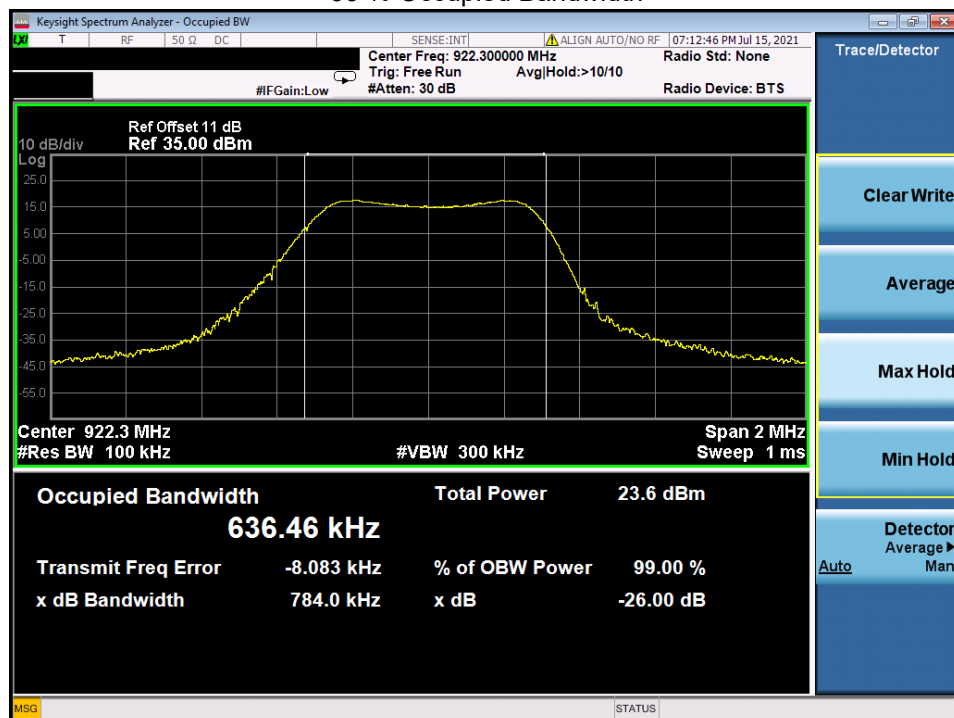 Keysight Spectrum Analyzer - Occupied BW
LXI T RF 50 Ω DC SENSE:INT ALIGN AUTO/NO RF 07:12:46 PM Jul 15, 2021
Center Freq: 922.300000 MHz Radio Std: None
Trig: Free Run Avg|Hold:>10/10
#IFGain:Low #Atten: 30 dB Radio Device: BTS
Trace/Detector
Ref Offset 11 dB
10 dB/div Ref 35.00 dBm
Log
25.0
15.0
5.00
-5.00
-15.0
-25.0
-35.0
-45.0
-55.0
Center 922.3 MHz Span 2 MHz
#Res BW 100 kHz #VBW 300 kHz Sweep 1 ms
Occupied Bandwidth Total Power 23.6 dBm
636.46 kHz
Transmit Freq Error -8.083 kHz % of OBW Power 99.00 %
x dB Bandwidth 784.0 kHz x dB -26.00 dB
Clear Write
Average
Max Hold
Min Hold
Detector
Average
Auto Man
MSG STATUS